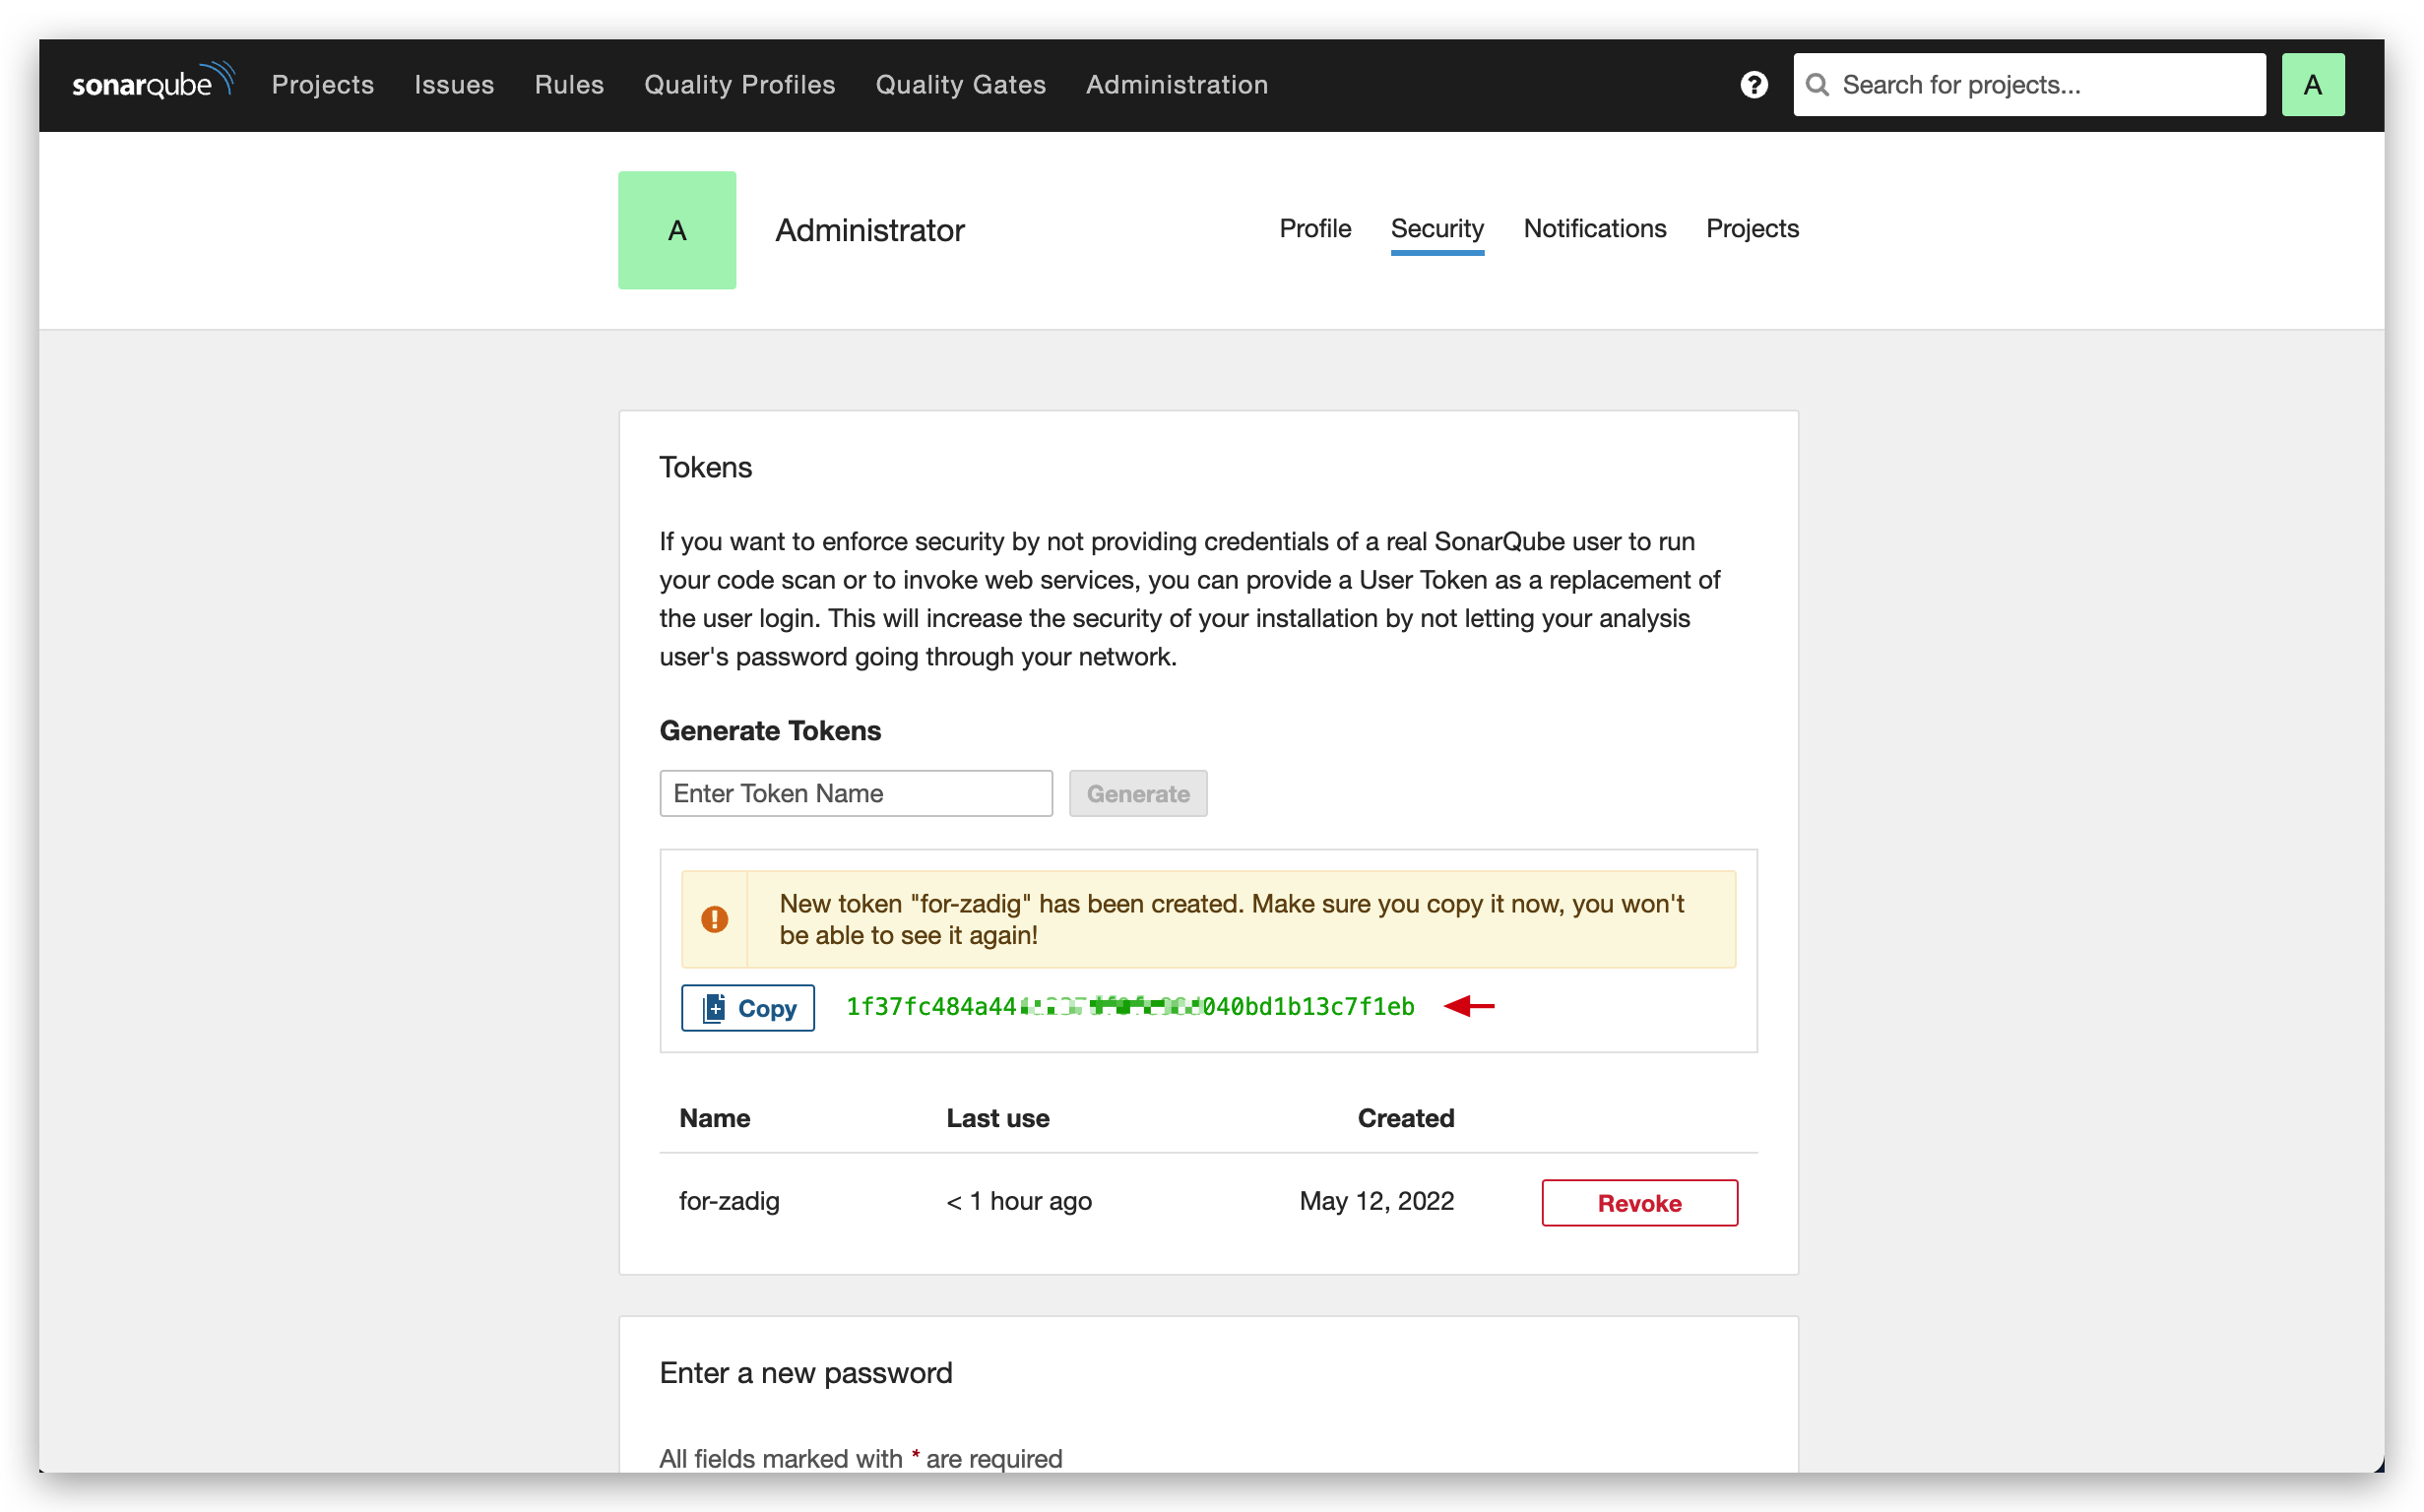 sonarqube Projects Issues Rules Quality Profiles Quality Gates Administration ? Search for projects... A
A Administrator Profile Security Notifications Projects
Tokens
If you want to enforce security by not providing credentials of a real SonarQube user to run
your code scan or to invoke web services, you can provide a User Token as a replacement of
the user login. This will increase the security of your installation by not letting your analysis
user's password going through your network.
Generate Tokens
Enter Token Name Generate
New token "for-zadig" has been created. Make sure you copy it now, you won't
be able to see it again!
Copy
Name Last use Created
for-zadig < 1 hour ago May 12, 2022 Revoke
Enter a new password
All fields marked with * are required